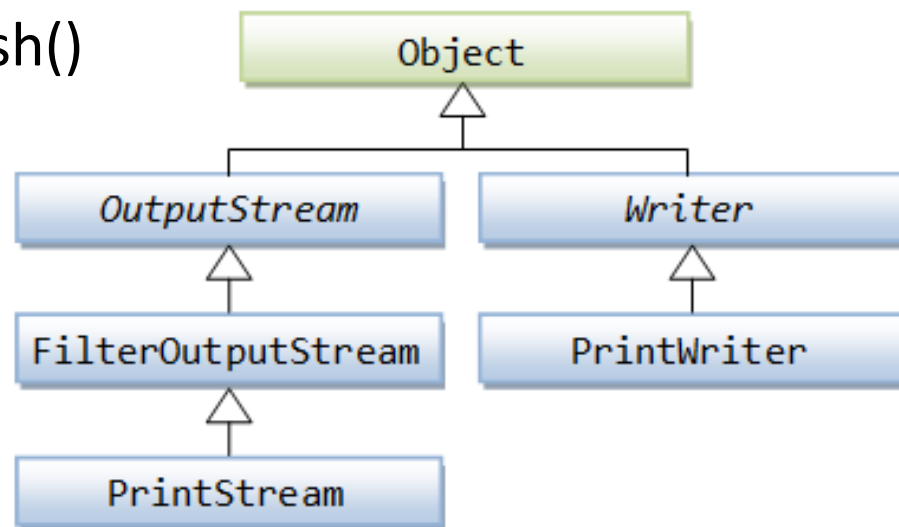 sh()
Object
OutputStream
Writer
FilterOutputStream
PrintWriter
PrintStream